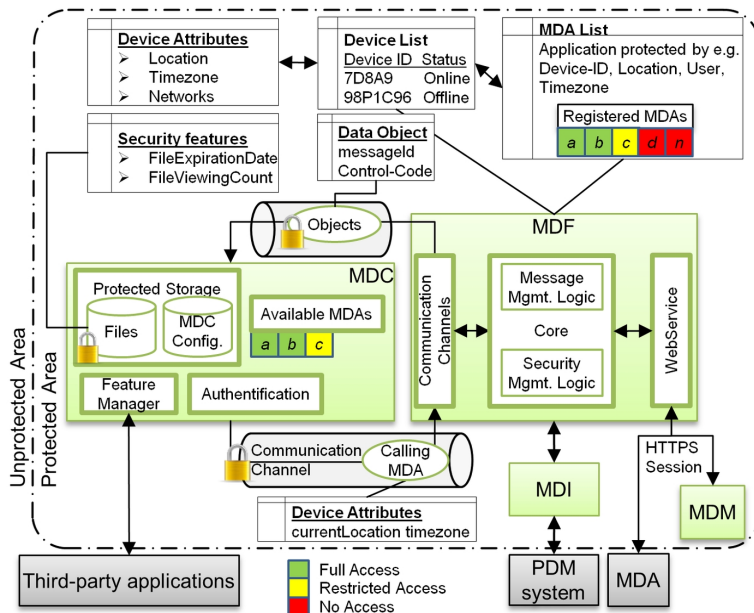 Device Attributes
➢ Location
➢ Timezone
➢ Networks
Device List
Device ID Status
7D8A9 Online
98P1C96 Offline
MDA List
Application protected by e.g.
Device-ID, Location, User,
Timezone
Registered MDAs
a b c d n
Security features
➢ FileExpirationDate
➢ FileViewingCount
Data Object
messageId
Control-Code
Objects
MDF
MDC
Protected Storage
Files
MDC
Config.
Available MDAs
a b c
Feature
Manager
Authentification
Communication
Channels
Message
Mgmt. Logic
Core
Security
Mgmt. Logic
WebService
Unprotected Area
Protected Area
Communication
Channel
Calling
MDA
Device Attributes
currentLocation timezone
HTTPS
Session
MDI
MDM
Third-party applications
Full Access
Restricted Access
No Access
PDM
system
MDA